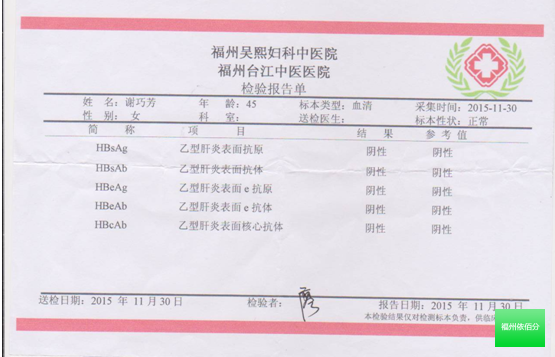 福州吴熙妇科中医院
福州台江中医医院
检验报告单
姓 名：谢巧芳 年 龄：45 标本类型：血清 采集时间：2015-11-30
性 别： 女 科 室： 送检医生： 标本性状：正常
简 称 项 目 结 果 参 考 值
HBsAg 乙型肝炎表面抗原 阴性 阴性
HBsAb 乙型肝炎表面抗体 阴性 阴性
HBeAg 乙型肝炎表面 e 抗原 阴性 阴性
HBeAb 乙型肝炎表面 e 抗体 阴性 阴性
HBcAb 乙型肝炎表面核心抗体 阴性 阴性
送检日期：2015 年 11 月 30 日 检验者： 报告日期：2015 年 11 月 30 日
本检验结果仅对检测标本负责，供临
福州依佰分